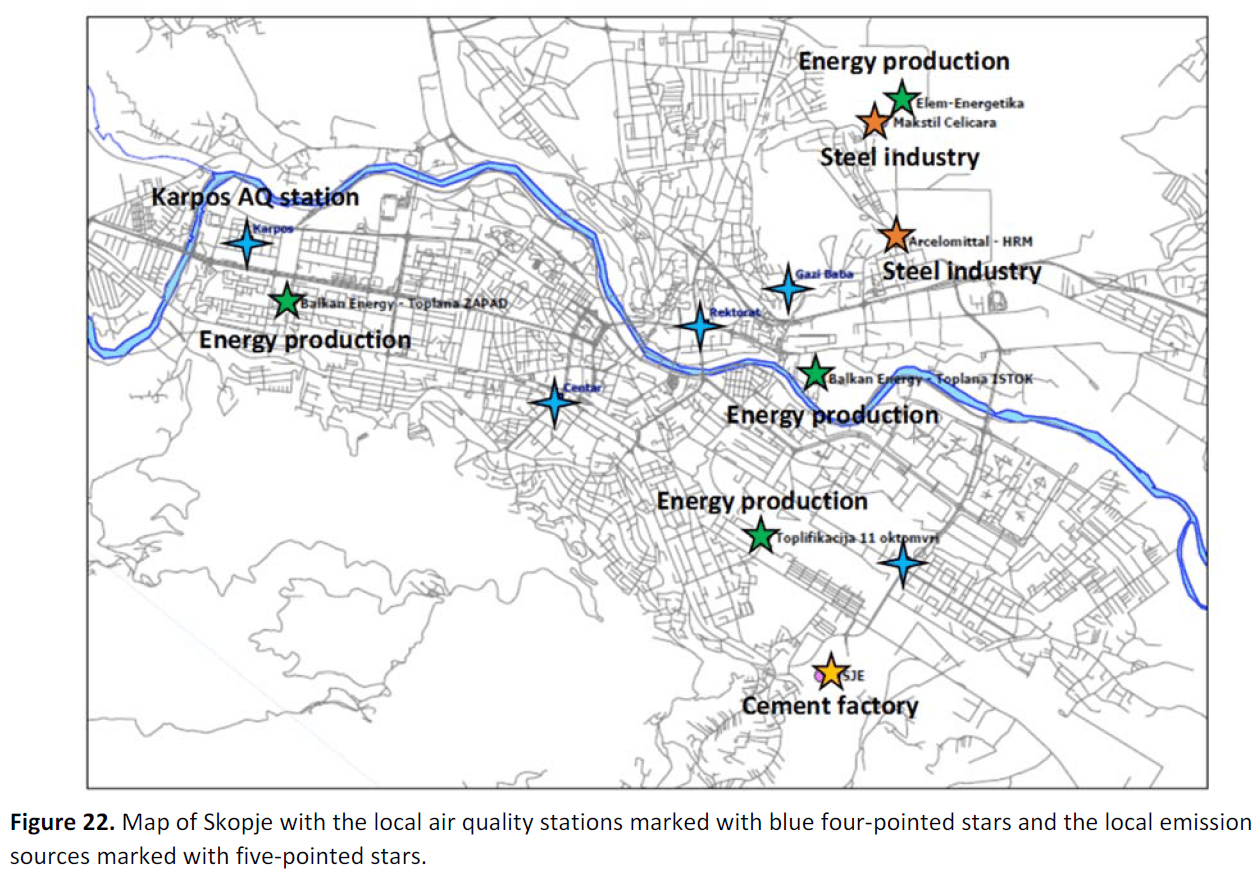 Energy production
Elem-Energetika
Makstil Celicara
Steel industry
Karpos AQ station
Karpos
Arcelomittal - HRM
Steel industry
Gazi Baba
Balkan Energy - Toplana ZAPAD
Rektorat
Energy production
Balkan Energy - Toplana ISTOK
Centar
Energy production
Energy production
Toplifikacija 11 oktomvri
SJE
Cement factory
Figure 22. Map of Skopje with the local air quality stations marked with blue four-pointed stars and the local emission
sources marked with five-pointed stars.